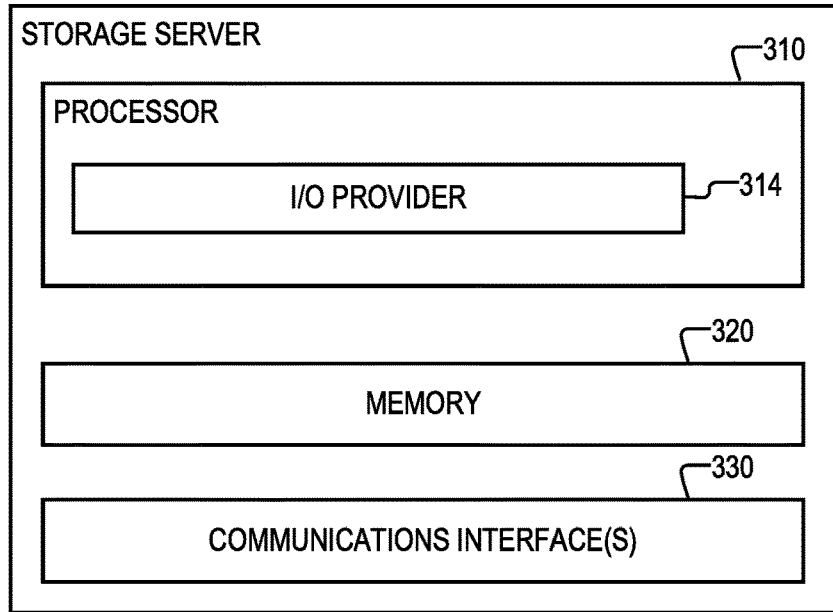 STORAGE SERVER
310
PROCESSOR
I/O PROVIDER
314
320
MEMORY
330
COMMUNICATIONS INTERFACE(S)